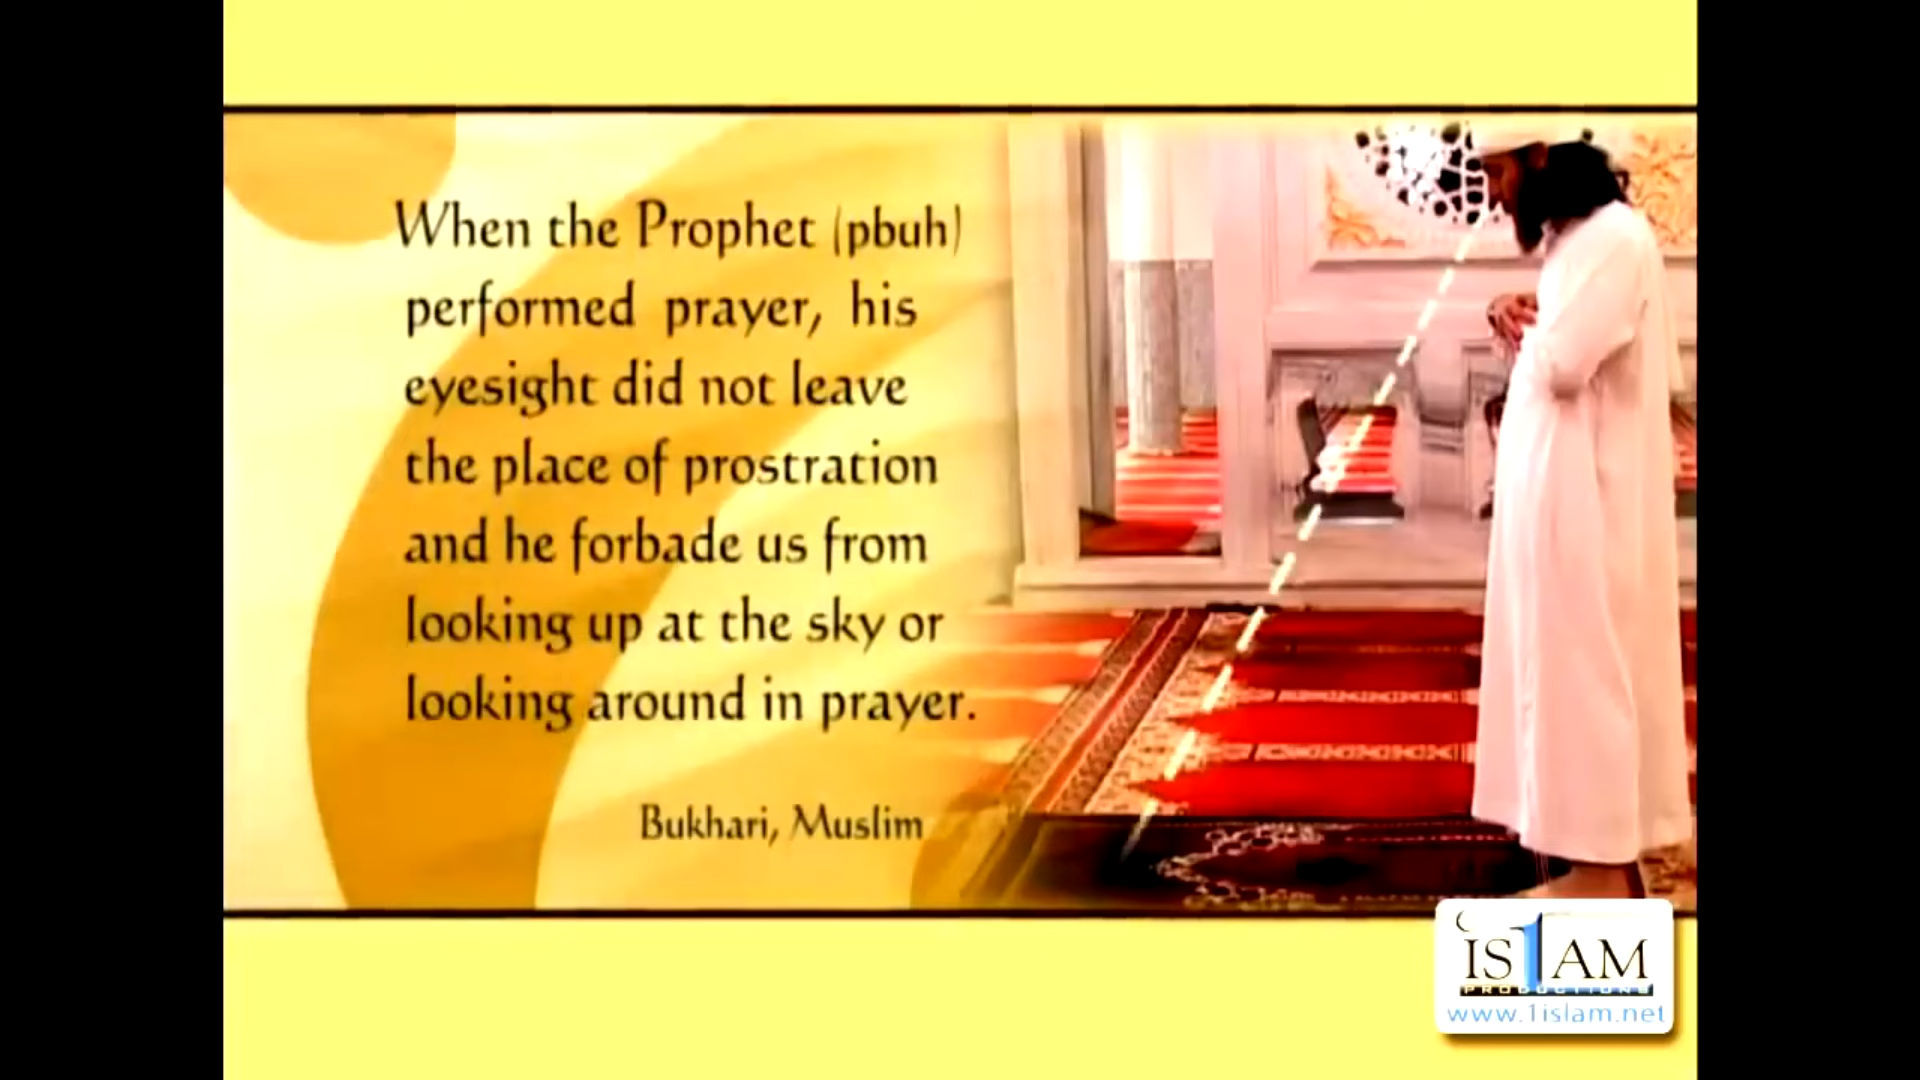 When the Prophet (pbuh)
performed prayer, his
eyesight did not leave
the place of prostration
and he forbade us from
looking up at the sky or
looking around in prayer.
Bukhari, Muslim
IS1AM
PRODUCTIONS
www.1islam.net